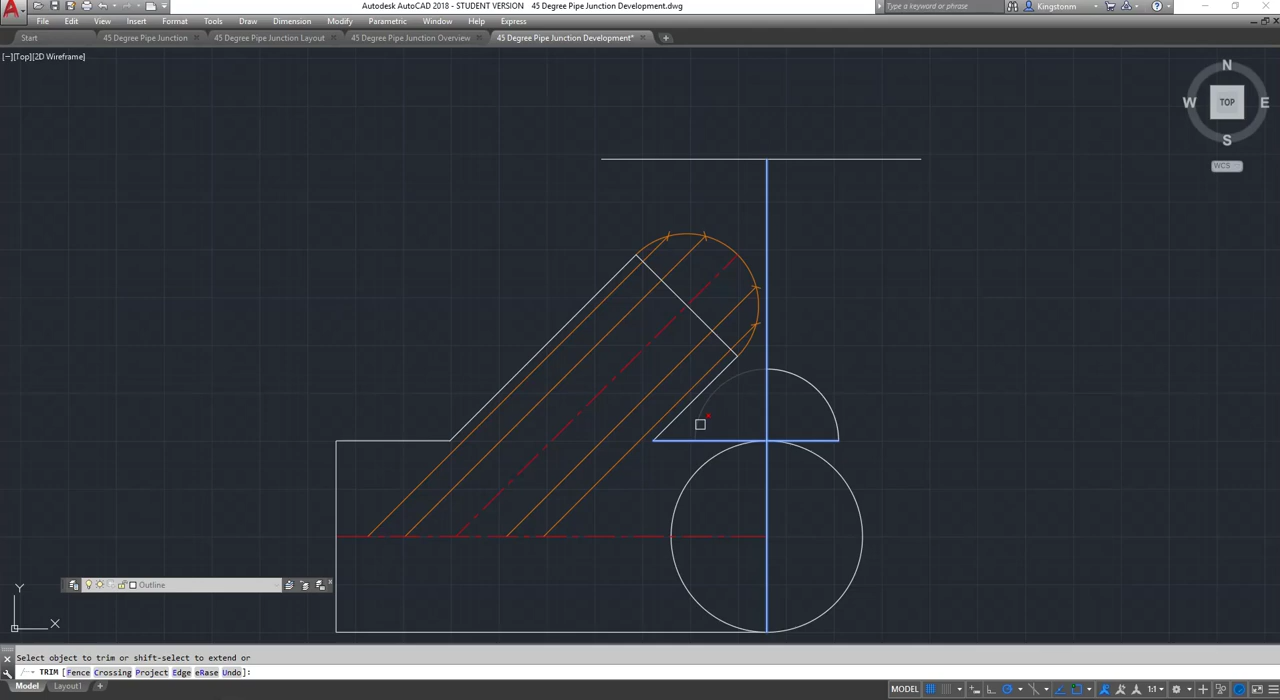 Autodesk AutoCAD 2018 - STUDENT VERSION 45 Degree Pipe Junction Development.dwg
Type a keyword or phrase
Kingstonm
File Edit View Insert Format Tools Draw Dimension Modify Parametric Window Help Express
Start 45 Degree Pipe Junction 45 Degree Pipe Junction Layout 45 Degree Pipe Junction Overview 45 Degree Pipe Junction Development*
[−][Top][2D Wireframe]
N
W TOP E
S
WCS
Outline
Y
X
Select object to trim or shift-select to extend or
TRIM [Fence Crossing Project Edge eRase Undo]:
Model Layout1 +
MODEL 1:1